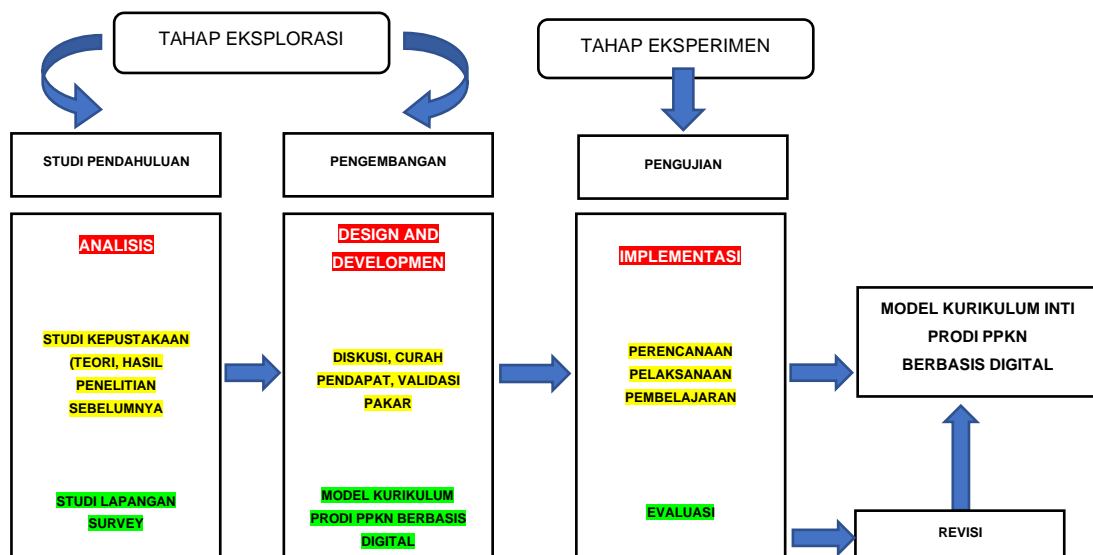 TAHAP EKSPLORASI
TAHAP EKSPERIMEN
STUDI PENDAHULUAN
PENGEMBANGAN
PENGUJIAN
ANALISIS
STUDI KEPUSTAKAAN
(TEORI, HASIL
PENELITIAN
SEBELUMNYA
STUDI LAPANGAN
SURVEY
DESIGN AND
DEVELOPMEN
DISKUSI, CURAH
PENDAPAT, VALIDASI
PAKAR
MODEL KURIKULUM
PRODI PPKN BERBASIS
DIGITAL
IMPLEMENTASI
PERENCANAAN
PELAKSANAAN
PEMBELAJARAN
EVALUASI
MODEL KURIKULUM INTI
PRODI PPKN
BERBASIS DIGITAL
REVISI